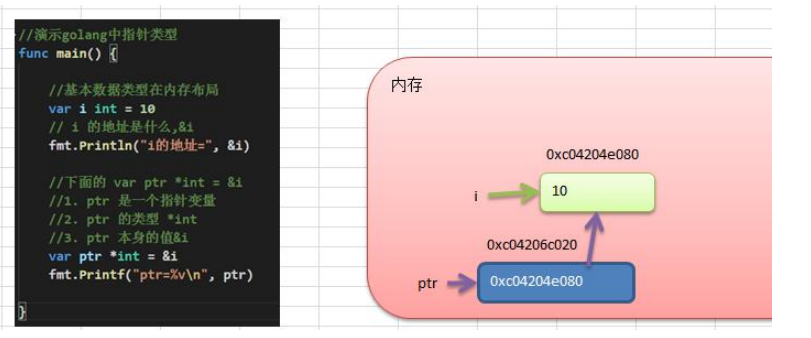 //演示golang中指针类型
func main() {
//基本数据类型在内存布局
var i int = 10
// i 的地址是什么,&i
fmt.Println("i的地址=", &i)
//下面的 var ptr *int = &i
//1. ptr 是一个指针变量
//2. ptr 的类型 *int
//3. ptr 本身的值&i
var ptr *int = &i
fmt.Printf("ptr=%v\n", ptr)
}
内存
0xc04204e080
i
10
0xc04206c020
ptr
0xc04204e080